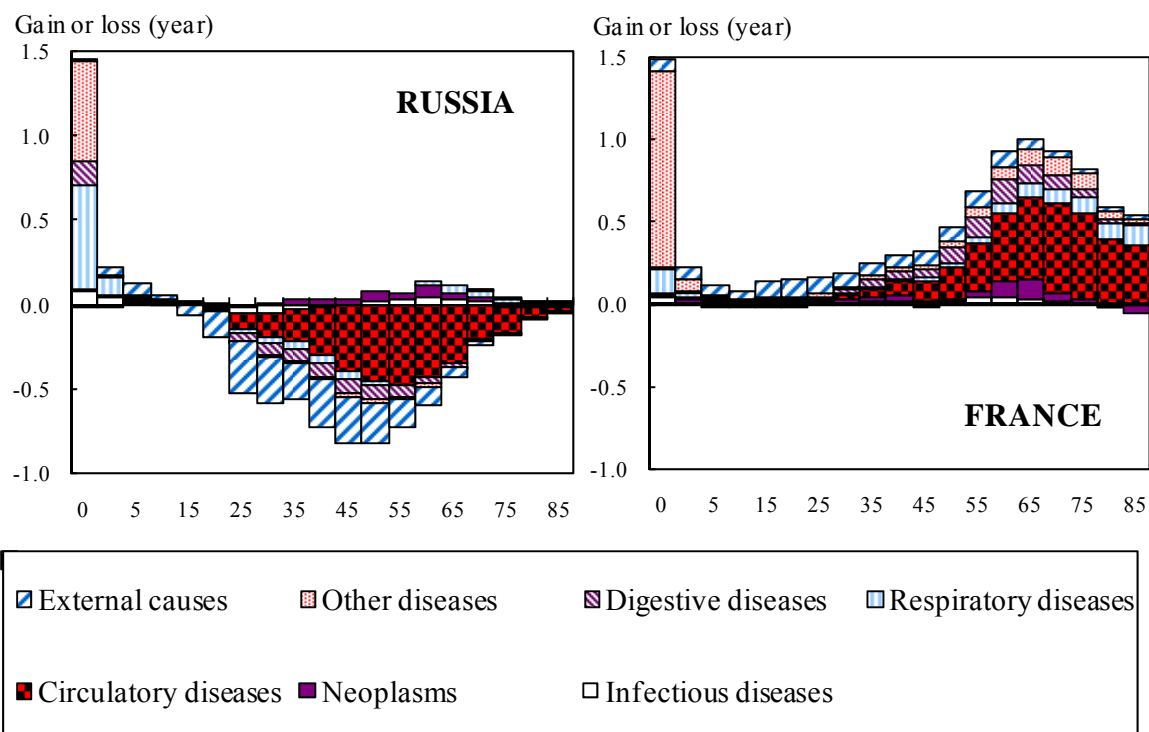 Gain or loss (year)
1.5
1.0
0.5
0.0
-0.5
-1.0
RUSSIA
0 5 15 25 35 45 55 65 75 85
Gain or loss (year)
1.5
1.0
0.5
0.0
-0.5
-1.0
FRANCE
0 5 15 25 35 45 55 65 75 85
External causes
Other diseases
Digestive diseases
Respiratory diseases
Circulatory diseases
Neoplasms
Infectious diseases